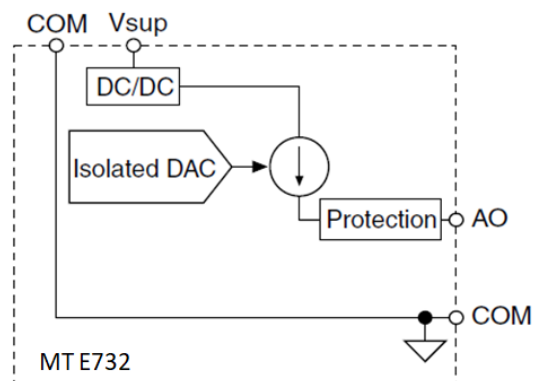 COM Vsup
DC/DC
Isolated DAC
Protection AO
COM
MT E732